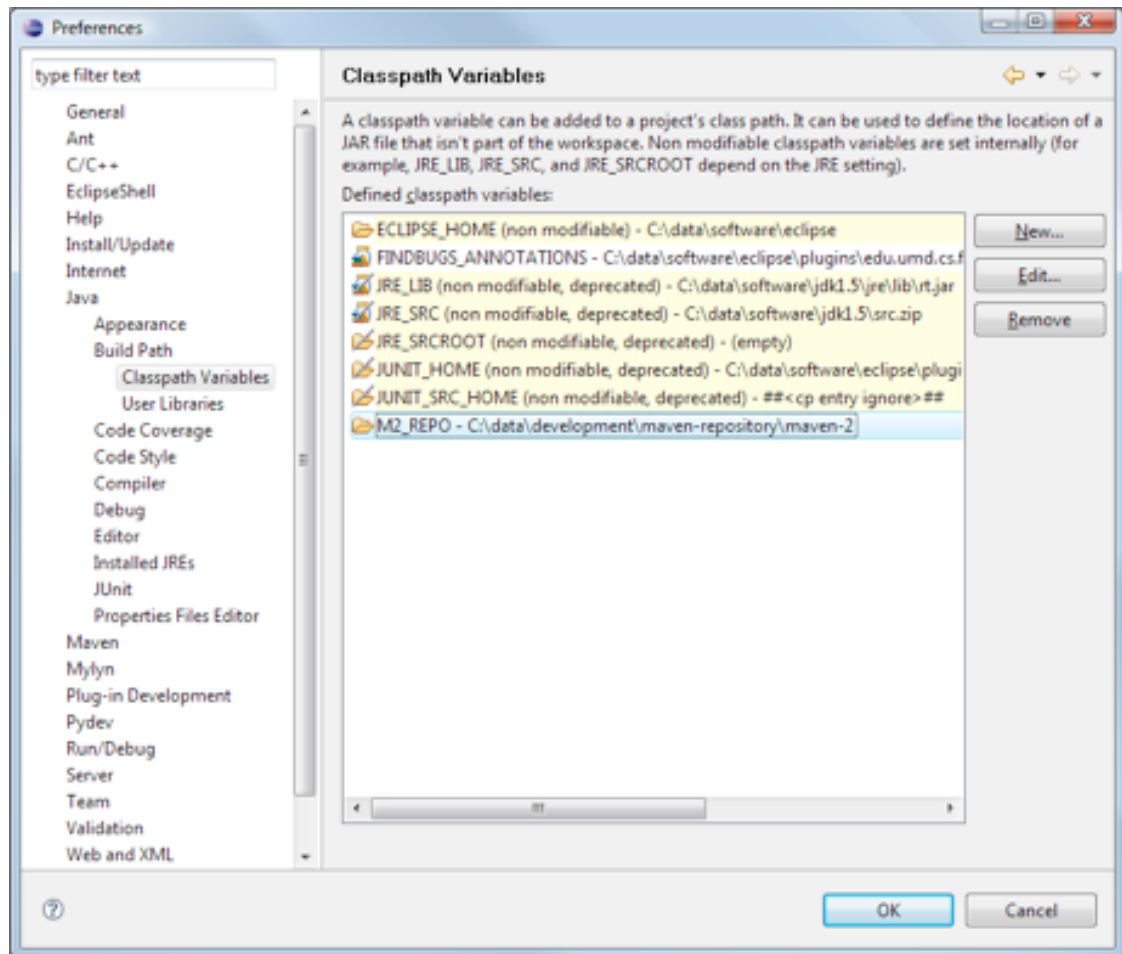 Preferences
type filter text
General
Ant
C/C++
EclipseShell
Help
Install/Update
Internet
Java
Appearance
Build Path
Classpath Variables
User Libraries
Code Coverage
Code Style
Compiler
Debug
Editor
Installed JREs
JUnit
Properties Files Editor
Maven
Mylyn
Plug-in Development
Pydev
Run/Debug
Server
Team
Validation
Web and XML
Classpath Variables
A classpath variable can be added to a project's class path. It can be used to define the location of a
JAR file that isn't part of the workspace. Non modifiable classpath variables are set internally (for
example, JRE_LIB, JRE_SRC, and JRE_SRCROOT depend on the JRE setting).
Defined classpath variables:
ECLIPSE_HOME (non modifiable) - C:\data\software\eclipse
FINDBUGS_ANNOTATIONS - C:\data\software\eclipse\plugins\edu.umd.cs.f
JRE_LIB (non modifiable, deprecated) - C:\data\software\jdk1.5\jre\lib\rt.jar
JRE_SRC (non modifiable, deprecated) - C:\data\software\jdk1.5\src.zip
JRE_SRCROOT (non modifiable, deprecated) - (empty)
JUNIT_HOME (non modifiable, deprecated) - C:\data\software\eclipse\plugi
JUNIT_SRC_HOME (non modifiable, deprecated) - ##<cp entry ignore>##
M2_REPO - C:\data\development\maven-repository\maven-2
New...
Edit...
Remove
OK
Cancel